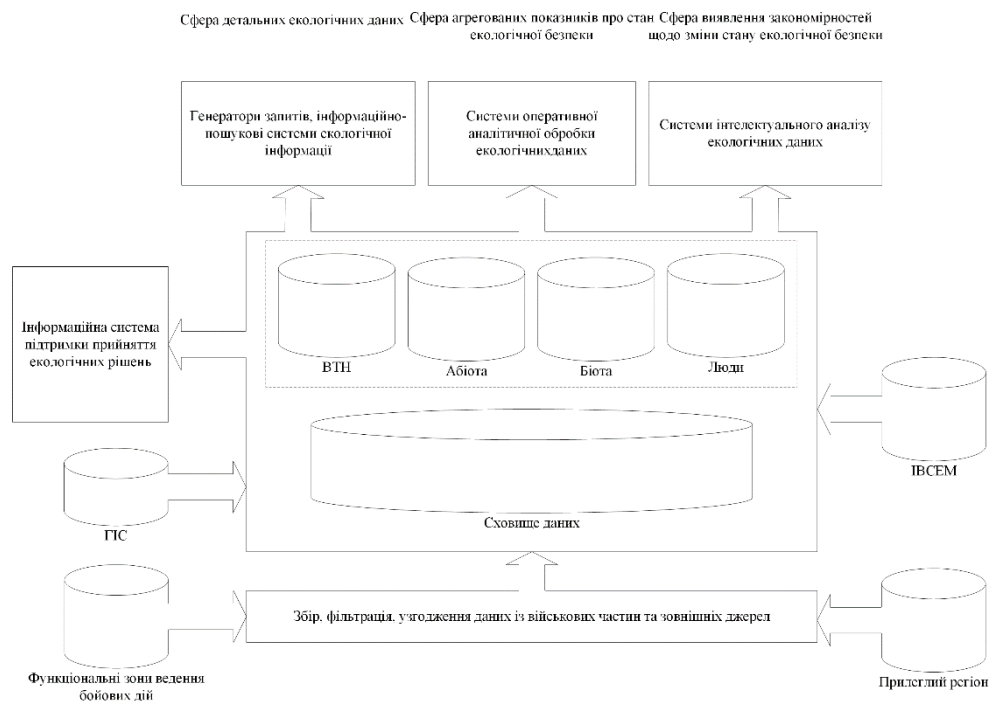 Сфера детальних екологічних даних
Сфера агрегованих показників про стан
екологічної безпеки
Сфера виявлення закономірностей
щодо зміни стану екологічної безпеки
Генератори запитів, інформаційно-
пошукові системи екологічної
інформації
Системи оперативної
аналітичної обробки
екологічнихданих
Системи інтелектуального аналізу
екологічних даних
Інформаційна система
підтримки прийняття
екологічних рішень
ВТН
Абіота
Біота
Люди
ІВСЕМ
ГІС
Сховище даних
Збір, фільтрація, узгодження даних із військових частин та зовнішніх джерел
Функціональні зони ведення
бойових дій
Прилеглий регіон